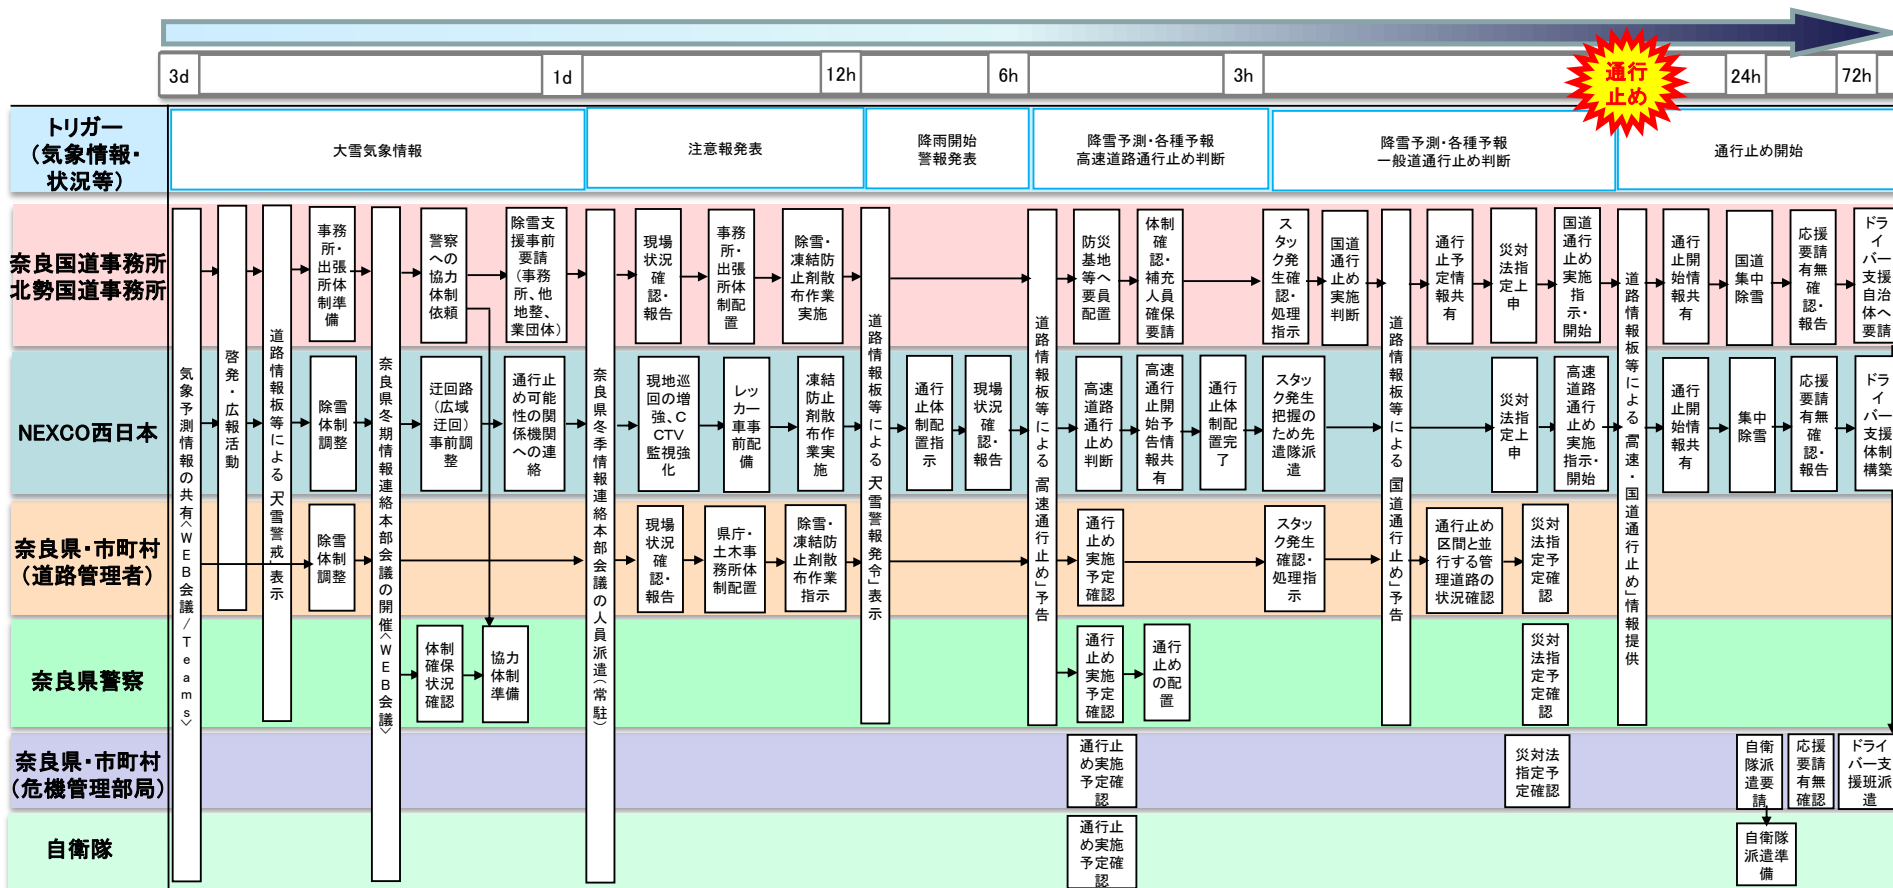 3d
1d
12h
6h
3h
通行
止め
24h
72h
トリガー
(気象情報・
状況等)
大雪気象情報
注意報発表
降雨開始
警報発表
降雪予測・各種予報
高速道路通行止め判断
降雪予測・各種予報
一般道通行止め判断
通行止め開始
奈良国道事務所
北勢国道事務所
気象予測情報の共有〈WEB会議/Teams〉
啓発・広報活動
道路情報板等による「大雪警戒」表示
事務
所・
出張
所体
制準
備
奈良県冬期情報連絡本部会議の開催〈WEB会議〉
警察
への
協力
体制
依頼
除雪支
援事前
要請
(事務
所、他
地整、
業団体)
奈良県冬季情報連絡本部会議の人員派遣(常駐)
現場
状況
確
認・
報告
事務
所・
出張
所体
制配
置
除雪・
凍結防
止剤散
布作業
実施
道路情報板等による「大雪警報発令」表示
道路情報板等による「高速通行止め」予告
防災
基地
等へ
要員
配置
体制
確
認・
補充
人員
確保
要請
ス
タッ
ク発
生確
認・
処理
指示
国道
通行
止め
実施
判断
道路情報板等による「国道通行止め」予告
通行
止予
定情
報共
有
災対
法指
定上
申
国道
通行
止め
実施
指
示・
開始
道路情報板等による「高速・国道通行止め」情報提供
通行
止開
始情
報共
有
国道
集中
除雪
応援
要請
有無
確
認・
報告
ドラ
イ
バー
支援
自治
体へ
要請
NEXCO西日本
除雪
体制
調整
迂回路
(広域
迂回)
事前調
整
通行止
め可能
性の関
係機関
への連
絡
現地巡
回の増
強、C
CTV
監視強
化
レッ
カー
車事
前配
備
凍結
防止
剤散
布作
業実
施
通行
止体
制配
置指
示
現場
状況
確
認・
報告
高速
道路
通行
止め
判断
高速
通行
止開
始予
告情
報共
有
通行
止体
制配
置完
了
スタッ
ク発生
把握の
ため先
遣隊派
遣
災対
法指
定上
申
高速
道路
通行
止め
実施
指示・
開始
通行
止開
始情
報共
有
集中
除雪
応援
要請
有無
確
認・
報告
ドラ
イ
バー
支援
体制
構築
奈良県・市町村
(道路管理者)
除雪
体制
調整
現場
状況
確
認・
報告
県庁・
土木事
務所体
制配置
除雪・
凍結防
止剤散
布作業
指示
通行
止め
実施
予定
確認
スタッ
ク発生
確認・
処理指
示
通行止め
区間と並
行する管
理道路の
状況確認
災対
法指
定予
定確
認
奈良県警察
体制
確保
状況
確認
協力
体制
準備
通行
止め
実施
予定
確認
通行
止め
の配
置
災対
法指
定予
定確
認
奈良県・市町村
(危機管理部局)
通行止
め実施
予定確
認
災対法
指定予
定確認
自衛
隊派
遣要
請
応援
要請
有無
確認
ドライ
バー支
援班派
遣
自衛隊
通行止
め実施
予定確
認
自衛隊
派遣準
備